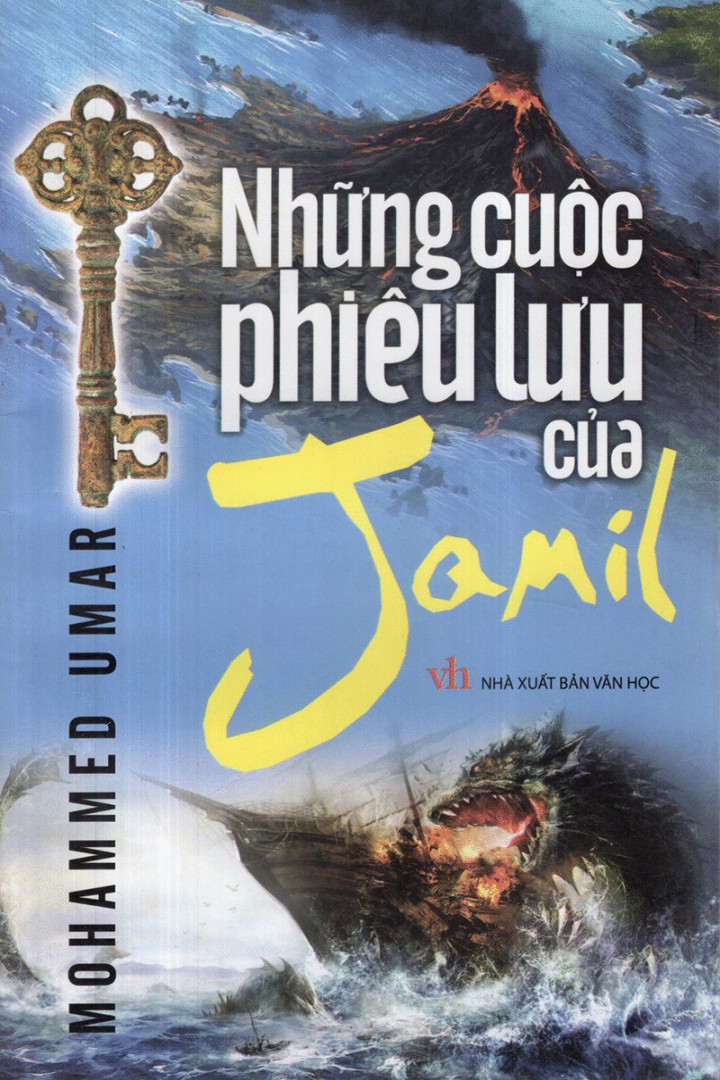 Những cuộc
phiêu lưu
của
Jamil
MOHAMMED UMAR
vh NHÀ XUẤT BẢN VĂN HỌC